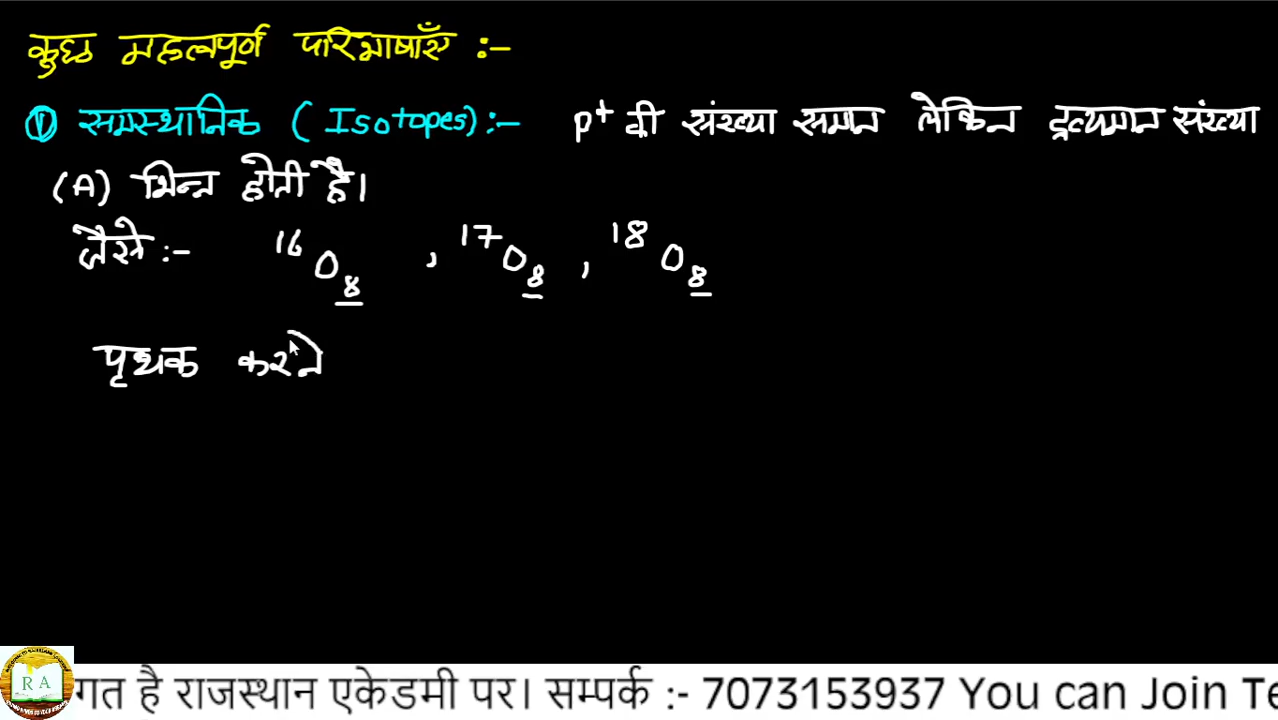 कुछ महत्वपूर्ण परिभाषाएँ :-
① समस्थानिक ( Isotopes) :- p⁺ की संख्या समान लेकिन द्रव्यमान संख्या
(A) भिन्न होती है।
जैसे :- ¹⁶O₈ , ¹⁷O₈ , ¹⁸O₈
पृथक करने
RA
गत है राजस्थान एकेडमी पर। सम्पर्क :- 7073153937 You can Join Te